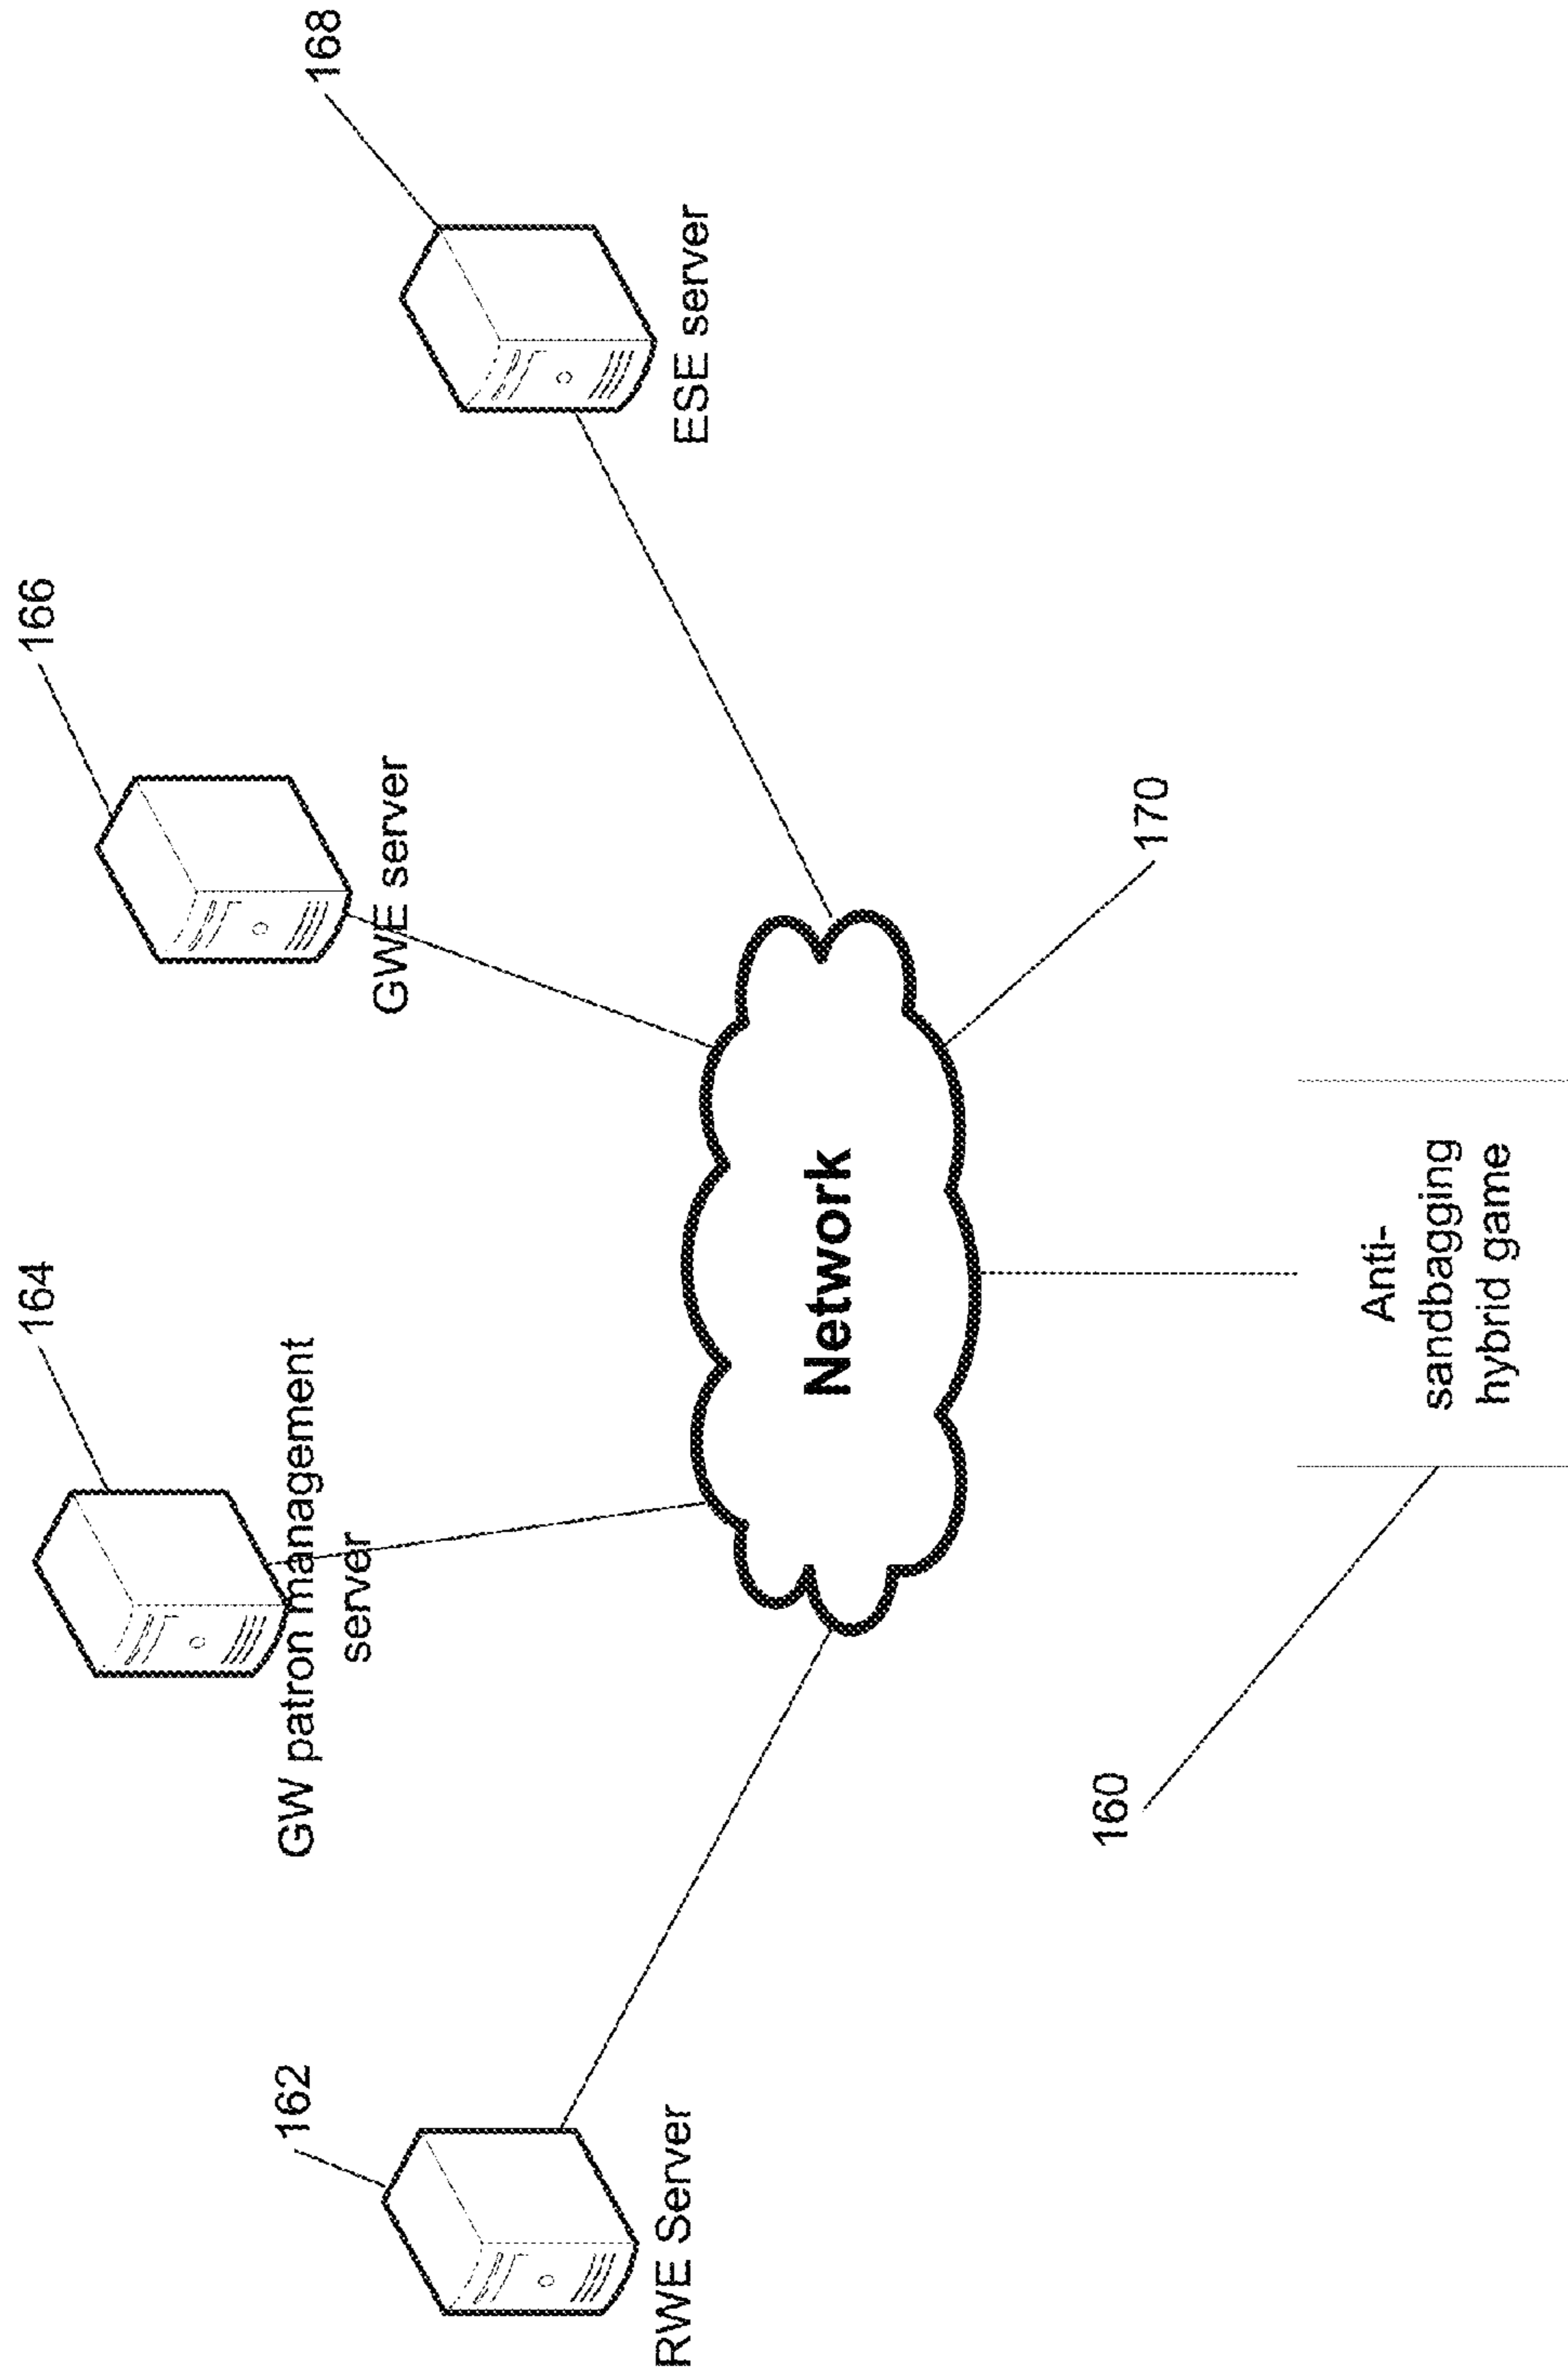 164
166
GW patron management
server
162
GWE server
168
RWE Server
ESE server
Network
160
170
Anti-
sandbagging
hybrid game